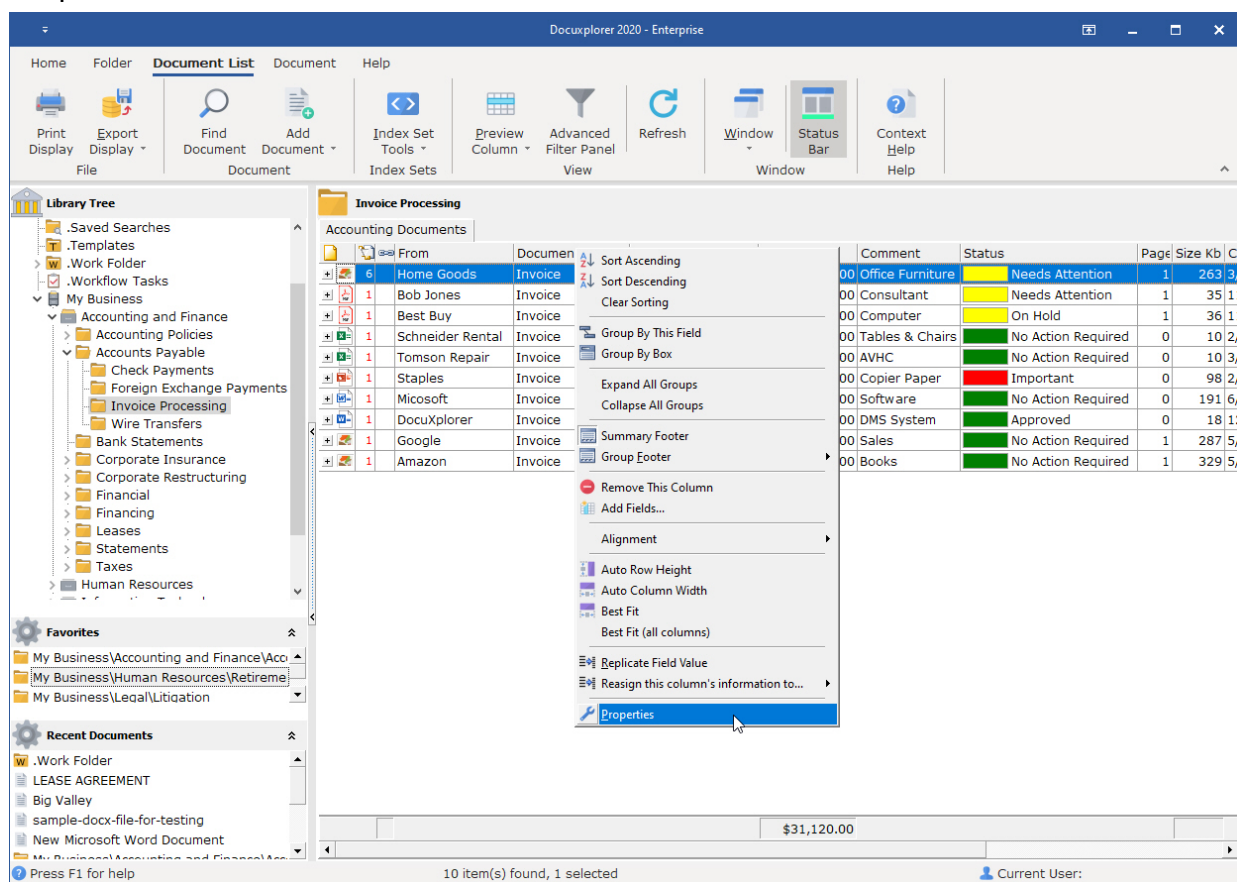 Docuxplorer 2020 - Enterprise
Home Folder Document List Document Help
Print Display
Export Display
Find Document
Add Document
Index Set Tools
Preview Column
Advanced Filter Panel
Refresh
Window
Status Bar
Context Help
File Document Index Sets View Window Help
Library Tree
.Saved Searches
.Templates
.Work Folder
.Workflow Tasks
My Business
Accounting and Finance
Accounting Policies
Accounts Payable
Check Payments
Foreign Exchange Payments
Invoice Processing
Wire Transfers
Bank Statements
Corporate Insurance
Corporate Restructuring
Financial
Financing
Leases
Statements
Taxes
Human Resources
Favorites
My Business\Accounting and Finance\Acc
My Business\Human Resources\Retireme
My Business\Legal\Litigation
Recent Documents
.Work Folder
LEASE AGREEMENT
Big Valley
sample-docx-file-for-testing
New Microsoft Word Document
Invoice Processing
Accounting Documents
From Documen Comment Status Page Size Kb C
6 Home Goods Invoice 00 Office Furniture Needs Attention 1 263 3/
1 Bob Jones Invoice 00 Consultant Needs Attention 1 35 1
1 Best Buy Invoice 00 Computer On Hold 1 36 1
1 Schneider Rental Invoice 00 Tables & Chairs No Action Required 0 10 2/
1 Tomson Repair Invoice 00 AVHC No Action Required 0 10 3/
1 Staples Invoice 00 Copier Paper Important 0 98 2/
1 Micosoft Invoice 00 Software No Action Required 0 191 6/
1 DocuXplorer Invoice 00 DMS System Approved 0 18 1
1 Google Invoice 00 Sales No Action Required 1 287 5/
1 Amazon Invoice 00 Books No Action Required 1 329 5/
Sort Ascending
Sort Descending
Clear Sorting
Group By This Field
Group By Box
Expand All Groups
Collapse All Groups
Summary Footer
Group Footer
Remove This Column
Add Fields...
Alignment
Auto Row Height
Auto Column Width
Best Fit
Best Fit (all columns)
Replicate Field Value
Reasign this column's information to...
Properties
$31,120.00
Press F1 for help 10 item(s) found, 1 selected Current User: